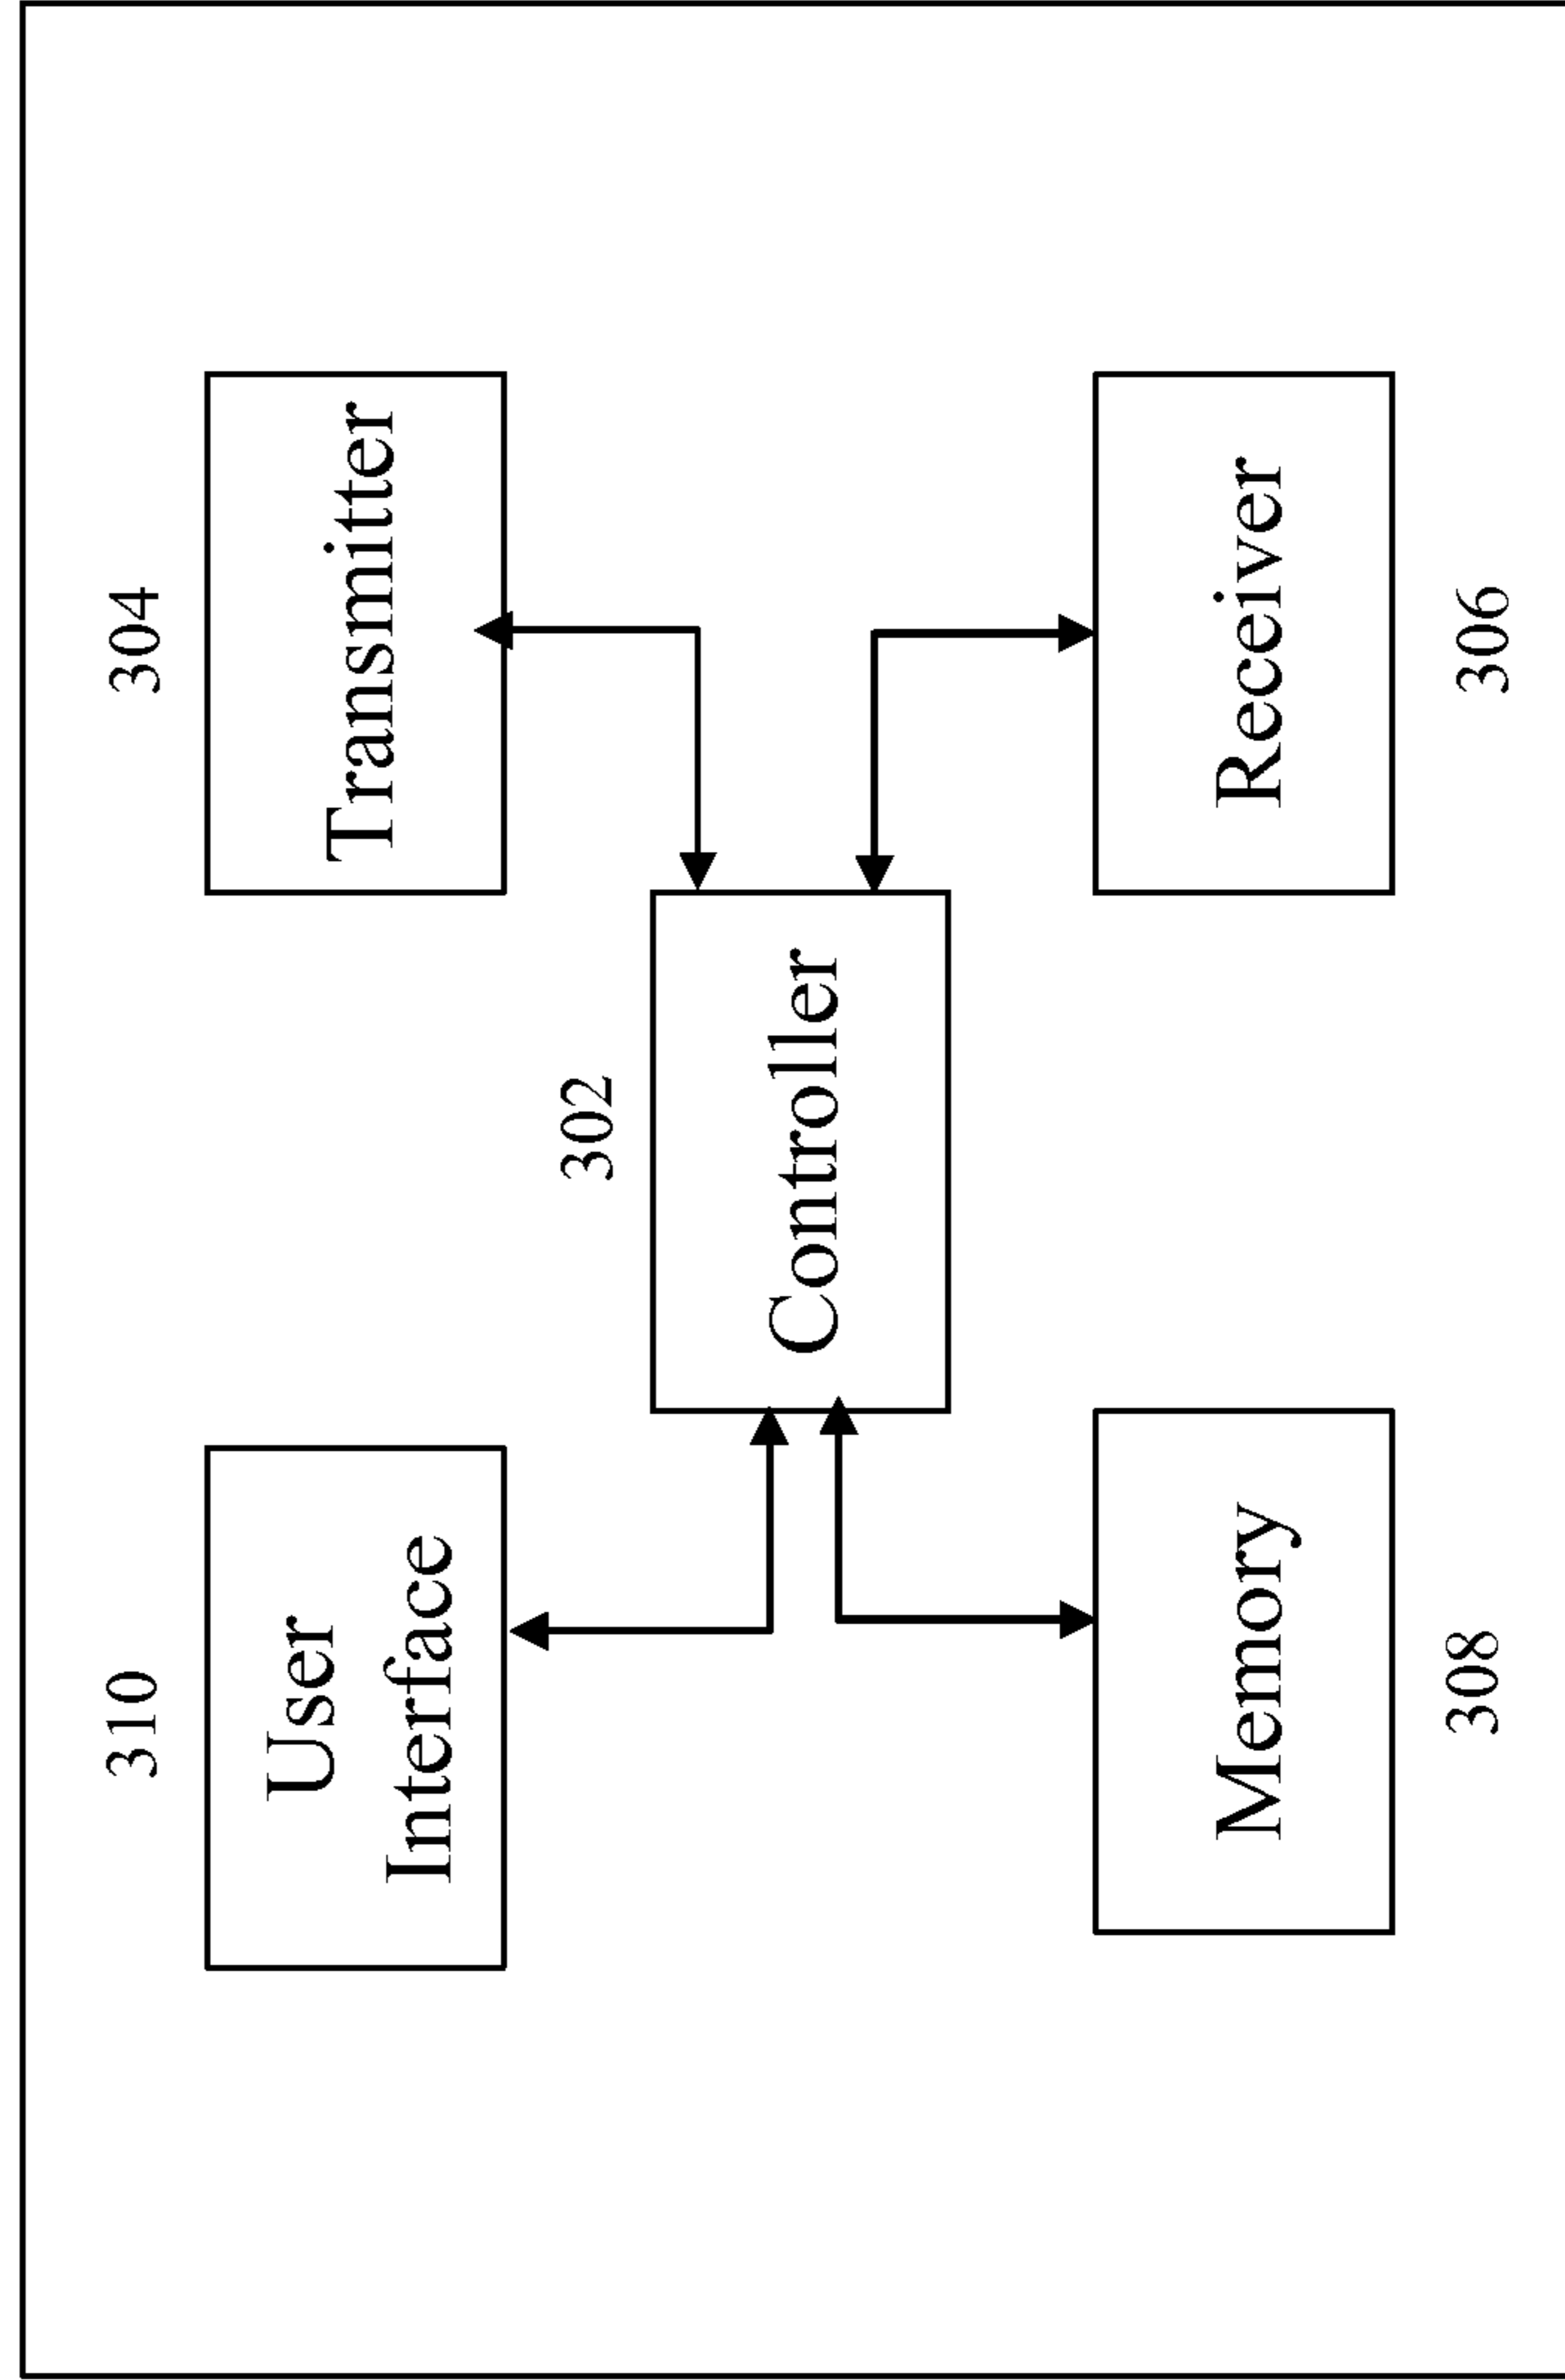 310
User
Interface
304
Transmitter
302
Controller
Memory
308
Receiver
306